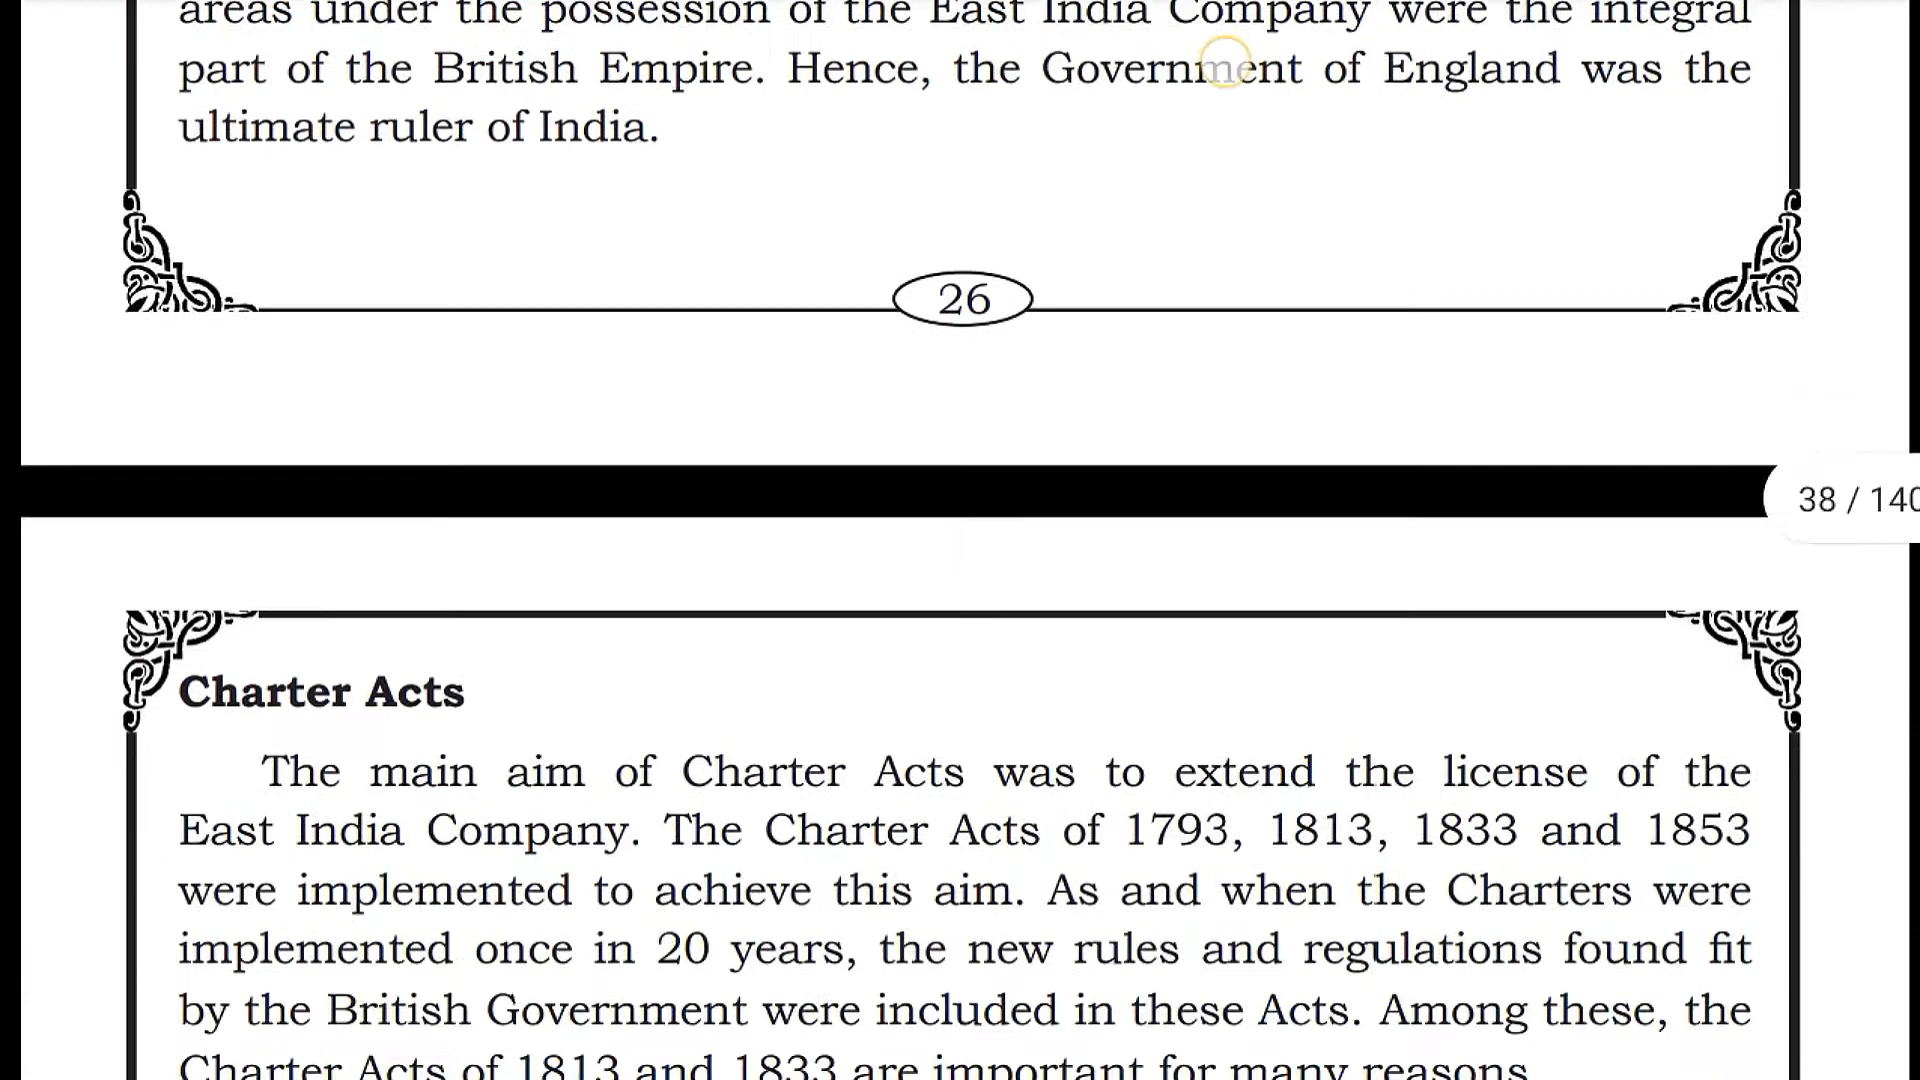 areas under the possession of the East India Company were the integral
part of the British Empire. Hence, the Government of England was the
ultimate ruler of India.
26
38 / 140
Charter Acts
The main aim of Charter Acts was to extend the license of the
East India Company. The Charter Acts of 1793, 1813, 1833 and 1853
were implemented to achieve this aim. As and when the Charters were
implemented once in 20 years, the new rules and regulations found fit
by the British Government were included in these Acts. Among these, the
Charter Acts of 1813 and 1833 are important for many reasons.